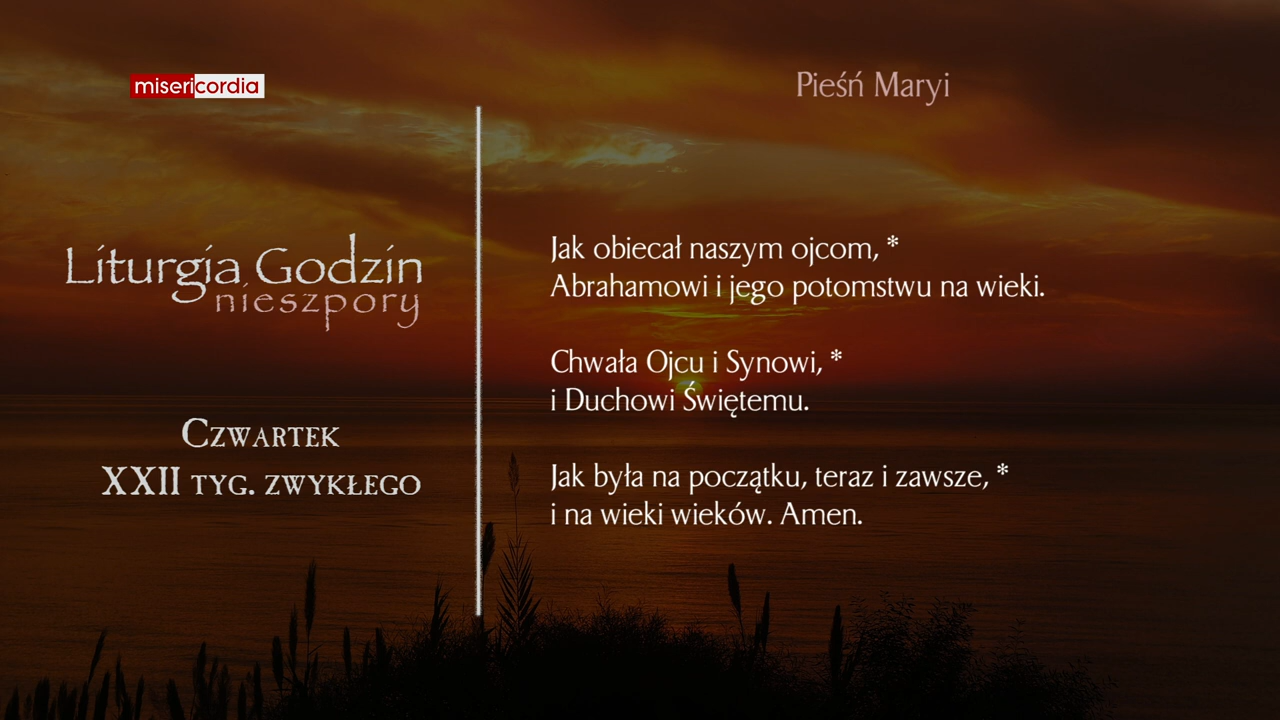 misericordia
Liturgia Godzin
nieszpory
Czwartek
XXII tyg. zwykłego
Pieśń Maryi
Jak obiecał naszym ojcom, *
Abrahamowi i jego potomstwu na wieki.
Chwała Ojcu i Synowi, *
i Duchowi Świętemu.
Jak była na początku, teraz i zawsze, *
i na wieki wieków. Amen.